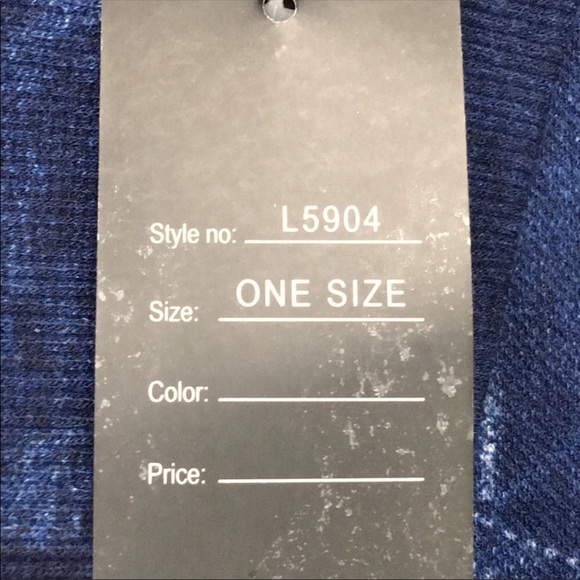 Style no: L5904
Size: ONE SIZE
Color:
Price: